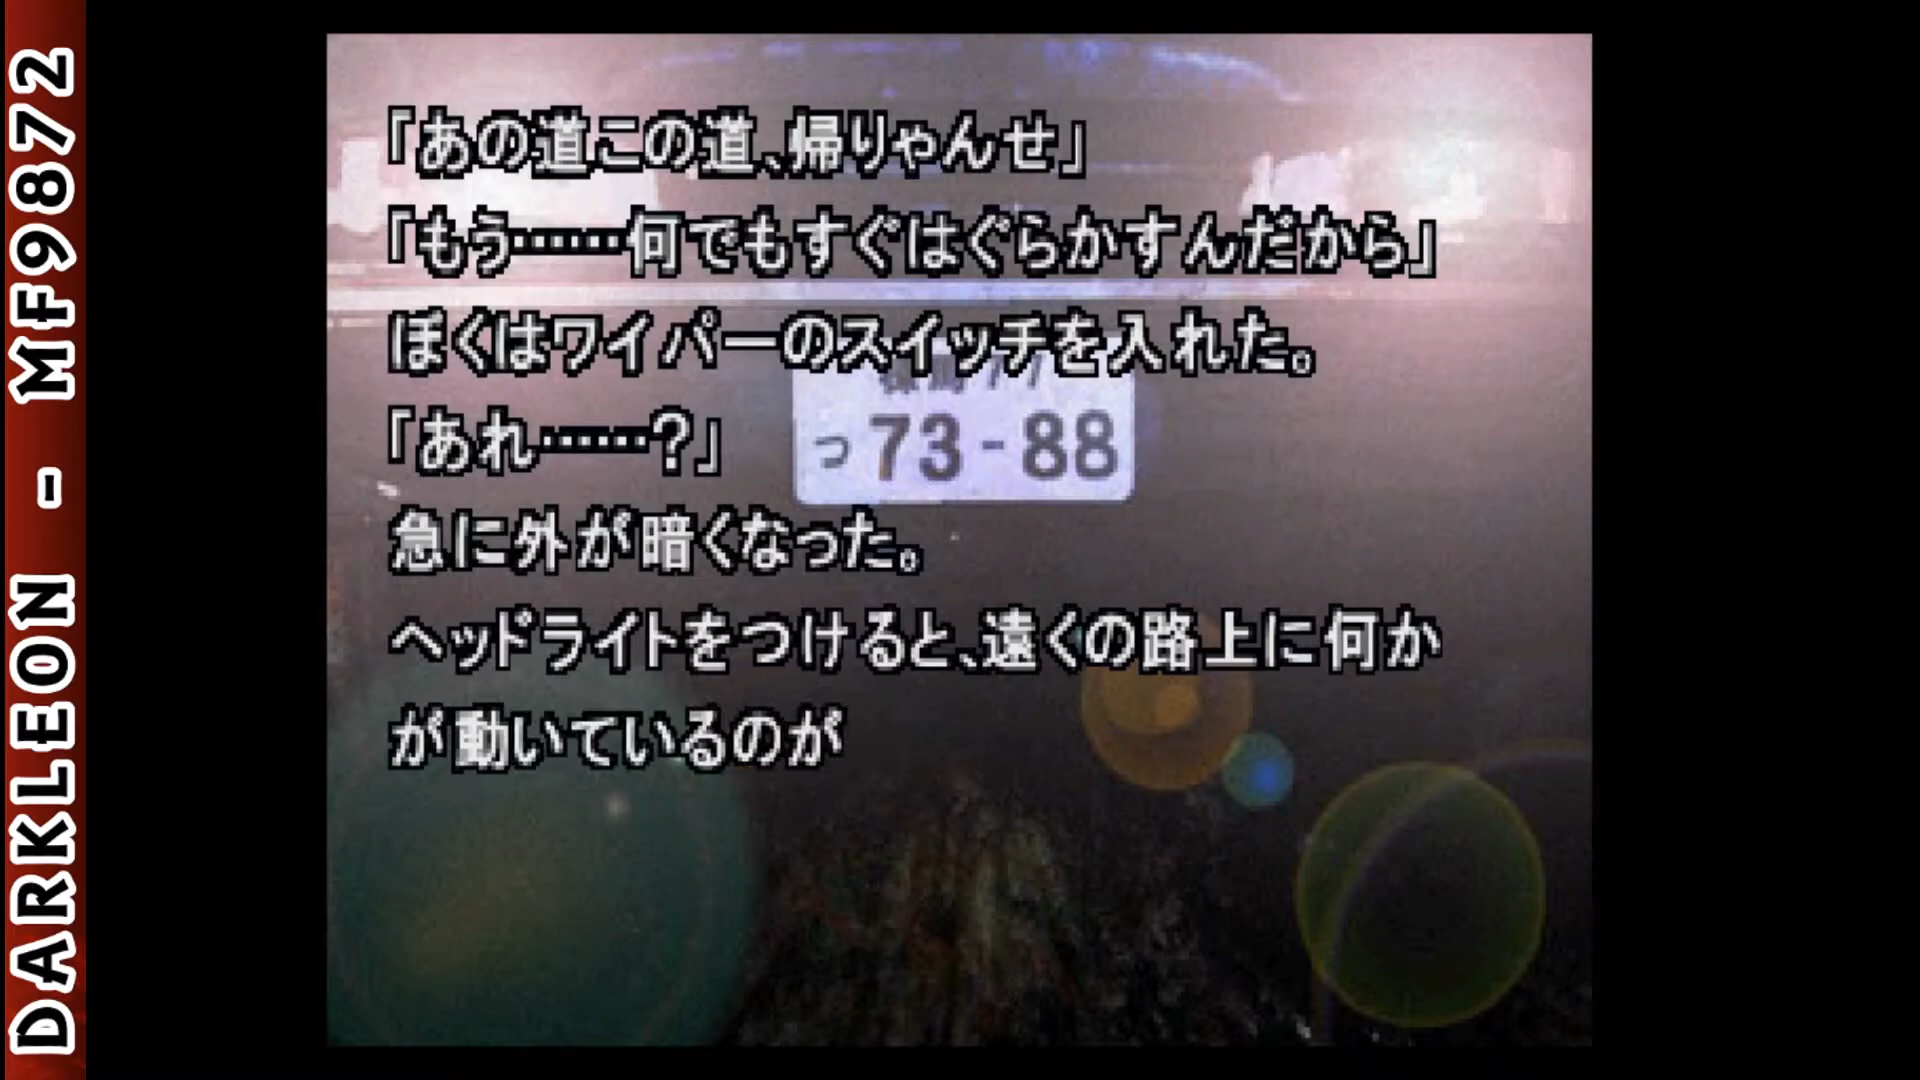 「あの道この道、帰りゃんせ」
「もう……何でもすぐはぐらかすんだから」
ぼくはワイパーのスイッチを入れた。
「あれ……？」
急に外が暗くなった。
ヘッドライトをつけると、遠くの路上に何か
が動いているのが
っ 73-88
DARKLEON - MF9872